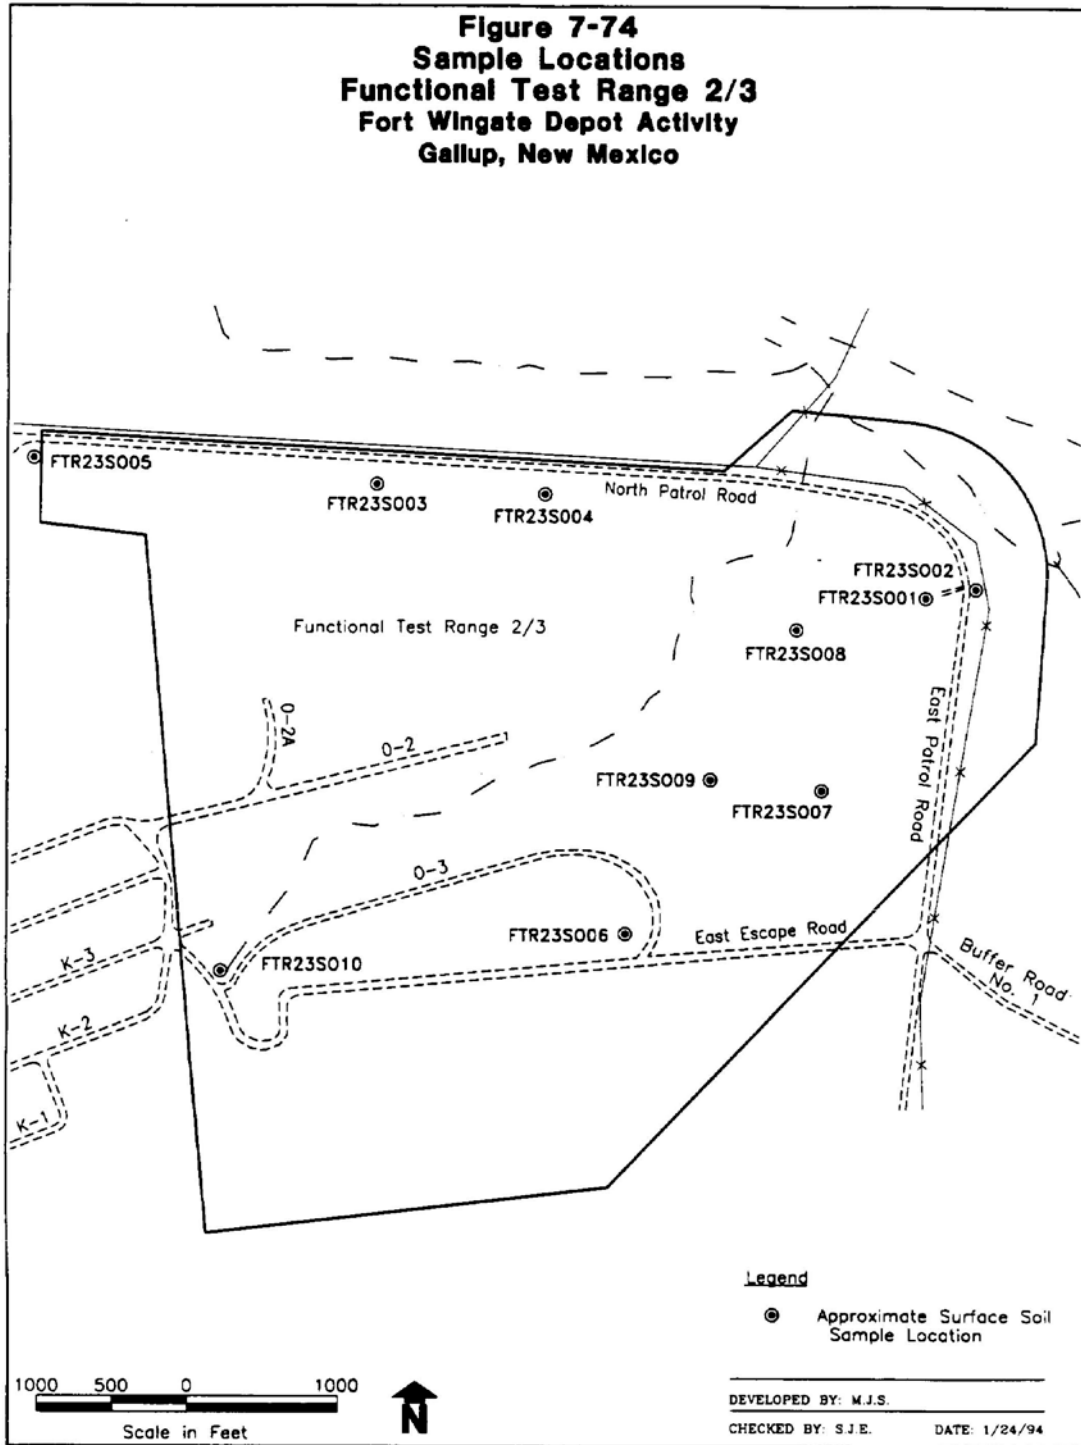 Figure 7-74
Sample Locations
Functional Test Range 2/3
Fort Wingate Depot Activity
Gallup, New Mexico
FTR23S005
FTR23S003
FTR23S004
North Patrol Road
FTR23S002
FTR23S001
Functional Test Range 2/3
FTR23S008
East Patrol Road
O-2A
O-2
FTR23S009
FTR23S007
O-3
FTR23S006
East Escape Road
Buffer Road
No. 1
K-3
FTR23S010
K-2
K-1
Legend
Approximate Surface Soil
Sample Location
1000 500 0 1000
Scale in Feet
N
DEVELOPED BY: M.J.S.
CHECKED BY: S.J.E. DATE: 1/24/94